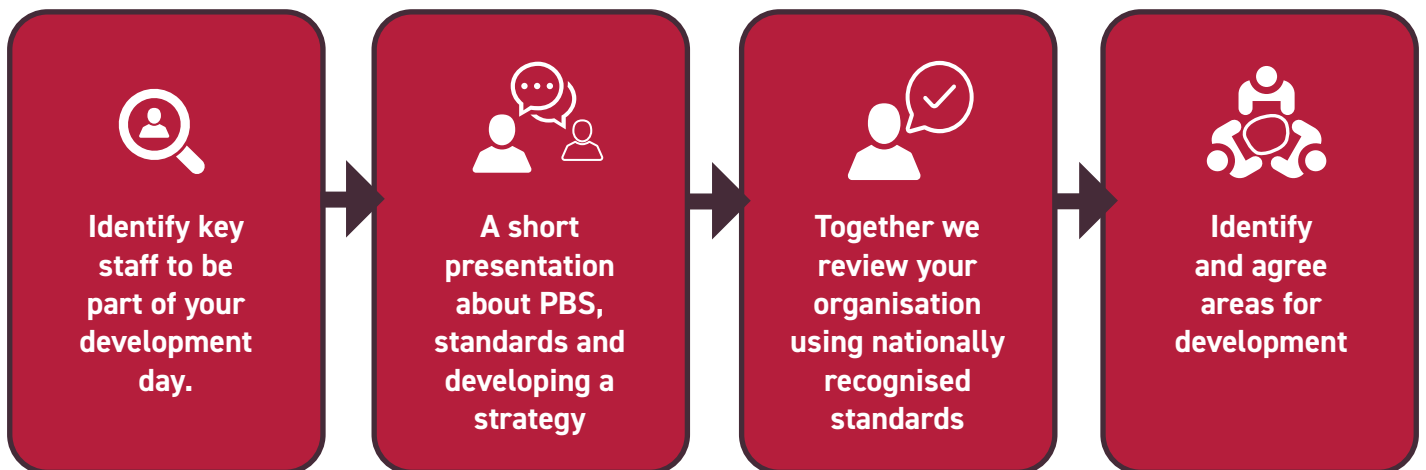 Identify key
staff to be
part of your
development
day.
A short
presentation
about PBS,
standards and
developing a
strategy
Together we
review your
organisation
using nationally
recognised
standards
Identify
and agree
areas for
development